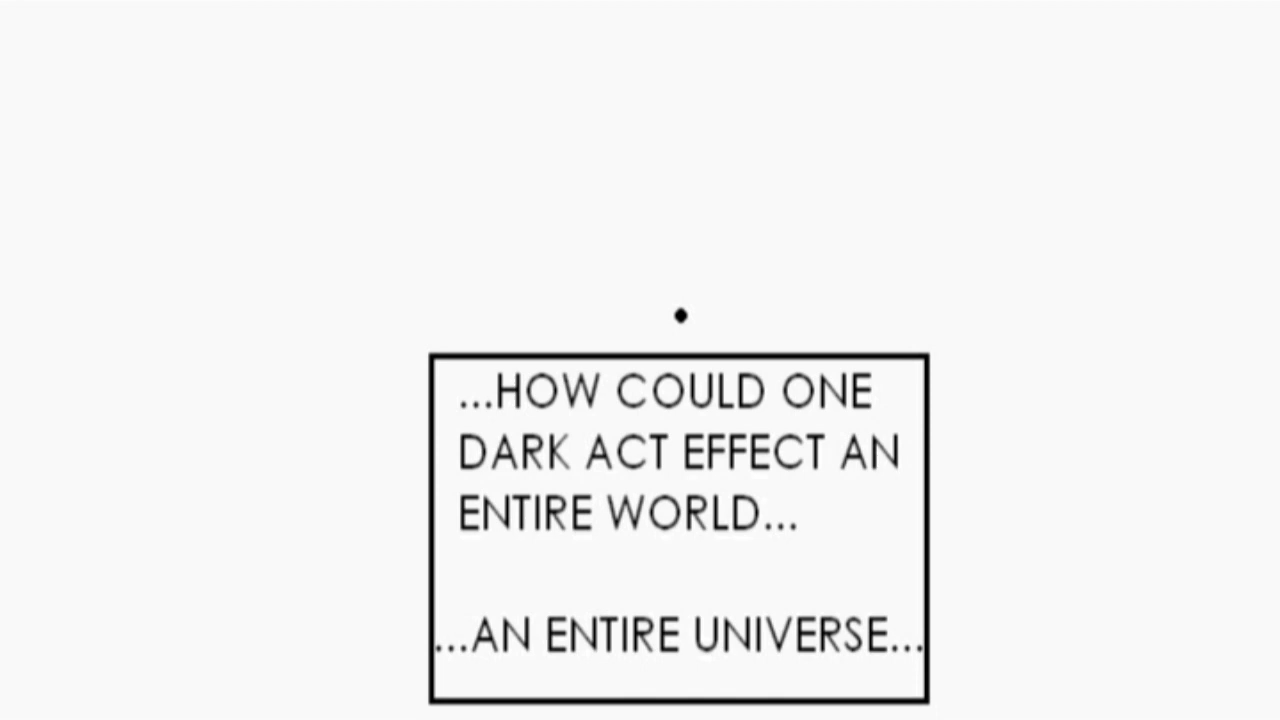 ...HOW COULD ONE
DARK ACT EFFECT AN
ENTIRE WORLD...
...AN ENTIRE UNIVERSE...